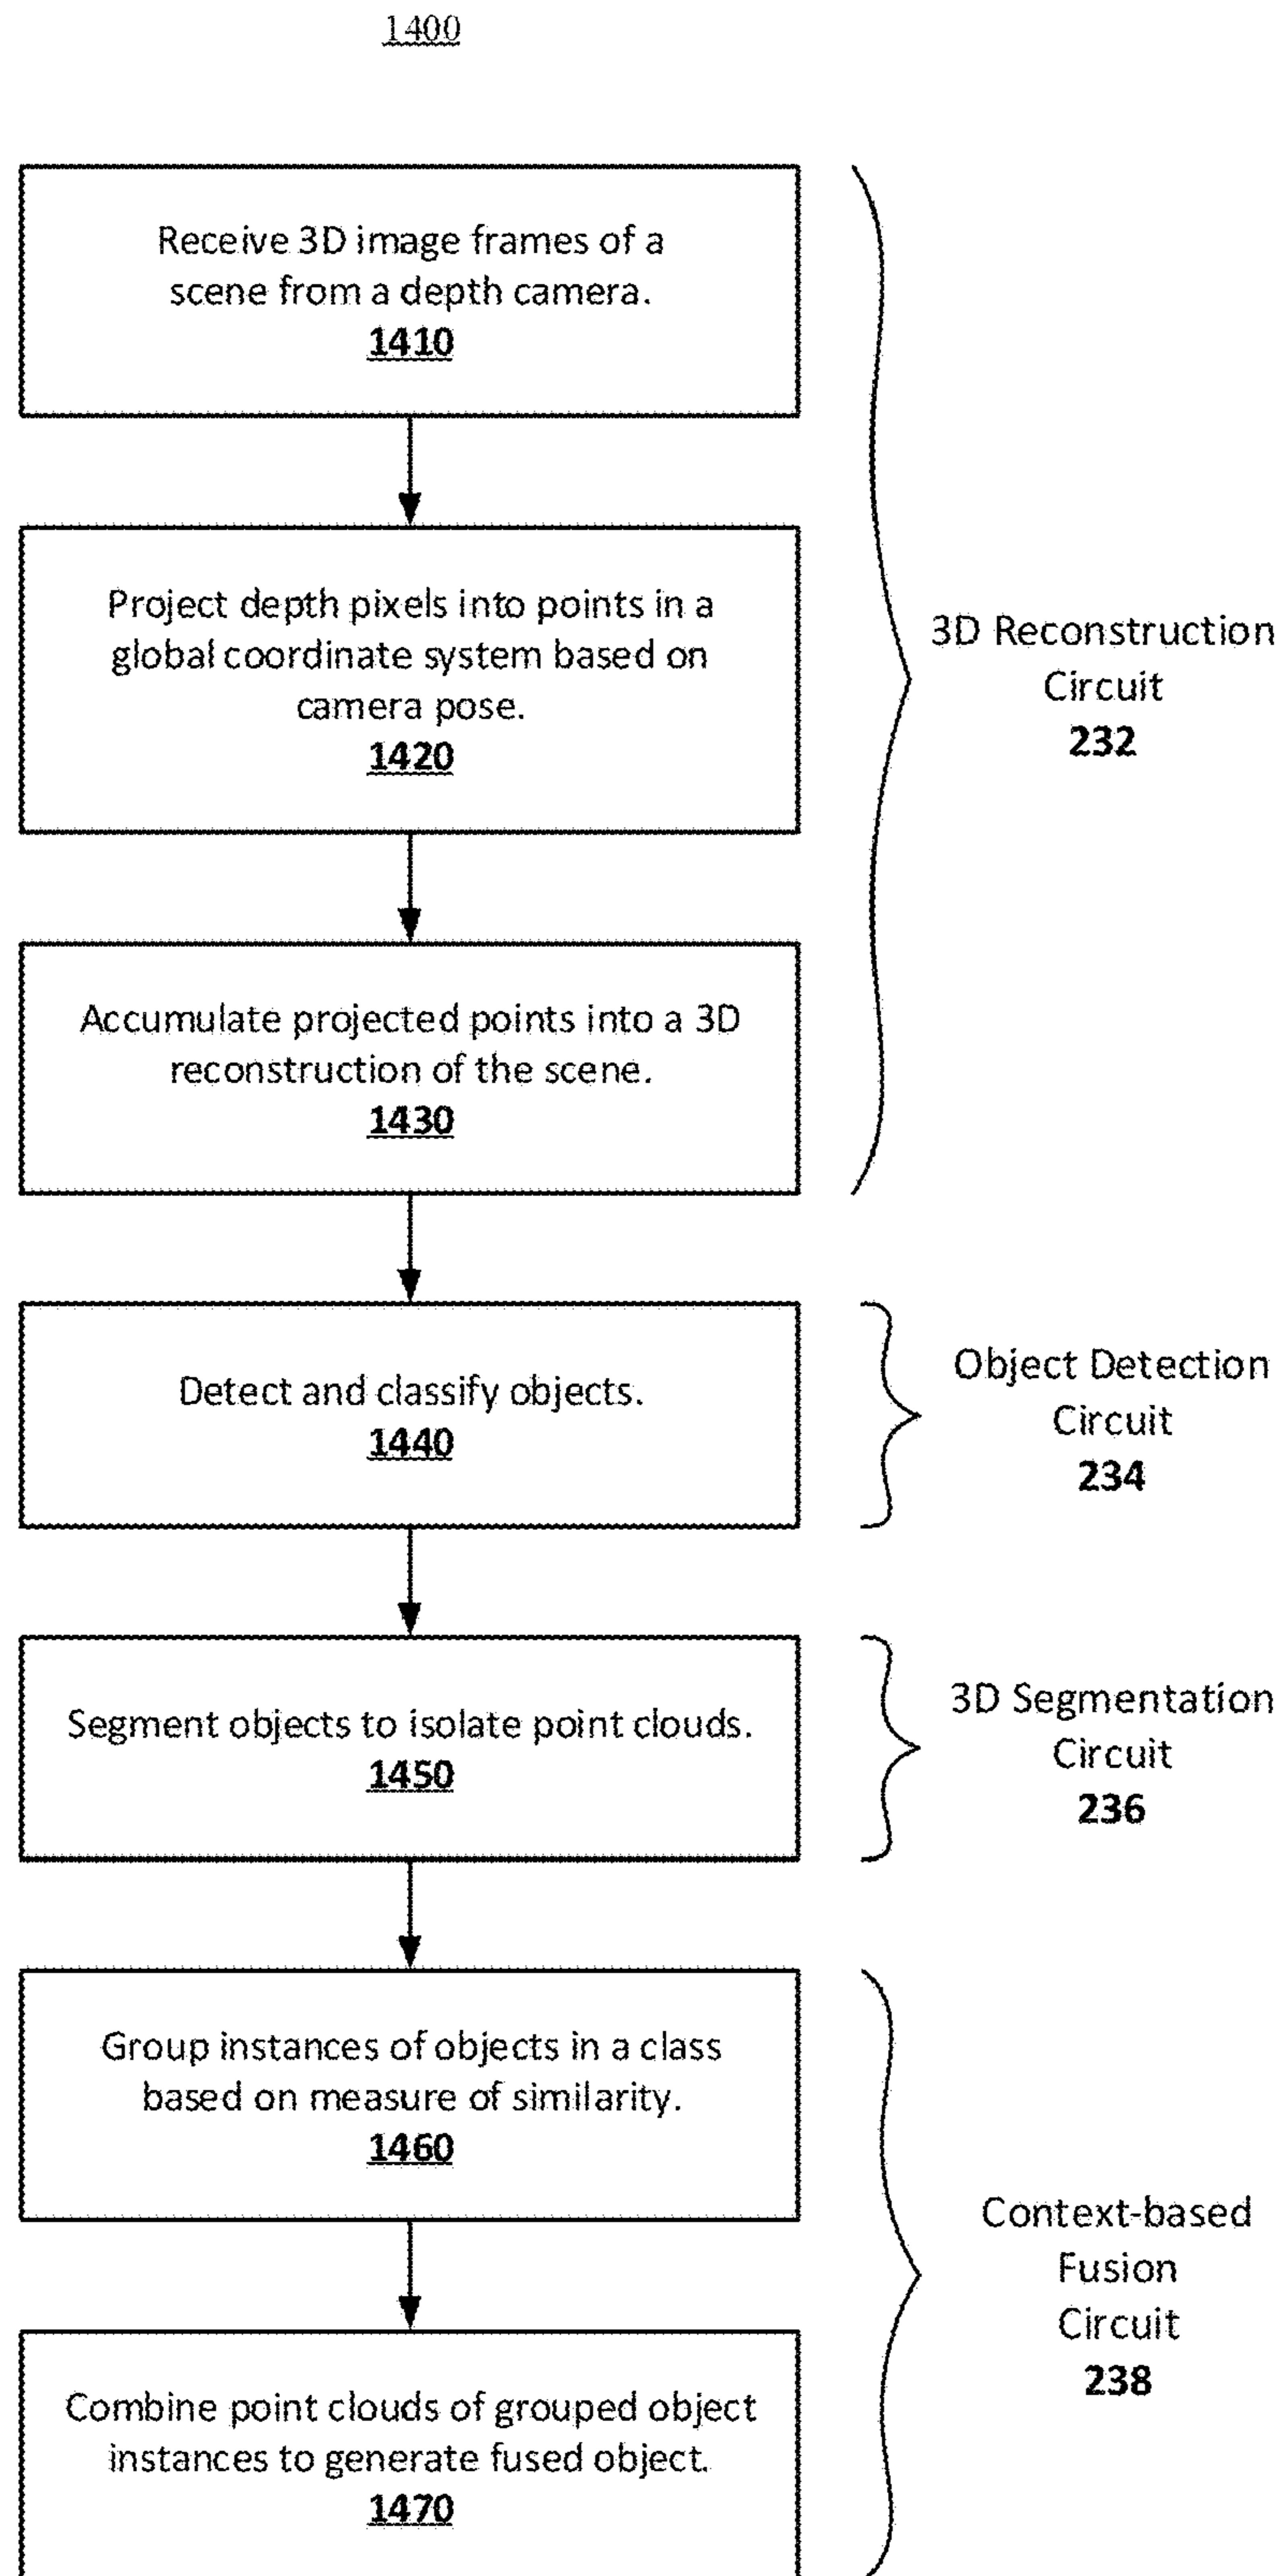 1400
Receive 3D image frames of a
scene from a depth camera.
1410
Project depth pixels into points in a
global coordinate system based on
camera pose.
1420
Accumulate projected points into a 3D
reconstruction of the scene.
1430
3D Reconstruction
Circuit
232
Detect and classify objects.
1440
Object Detection
Circuit
234
Segment objects to isolate point clouds.
1450
3D Segmentation
Circuit
236
Group instances of objects in a class
based on measure of similarity.
1460
Combine point clouds of grouped object
instances to generate fused object.
1470
Context-based
Fusion
Circuit
238